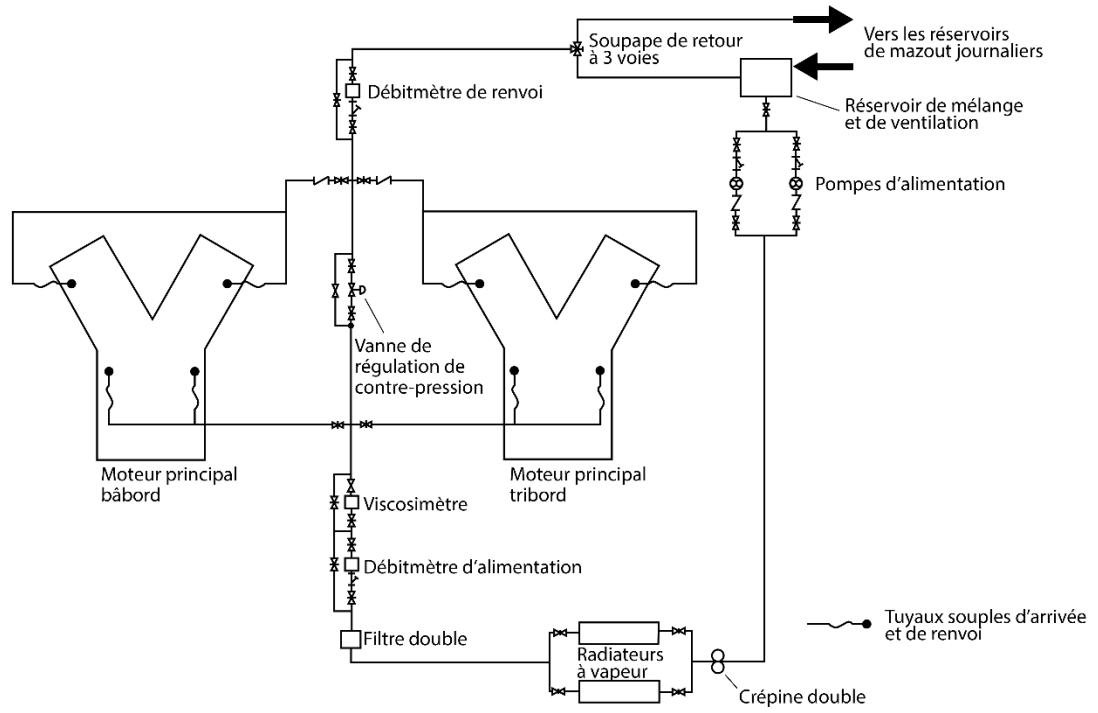 Vers les réservoirs
de mazout journaliers
Soupape de retour
à 3 voies
Débitmètre de renvoi
Réservoir de mélange
et de ventilation
Pompes d'alimentation
Vanne de
régulation de
contre-pression
Moteur principal
bâbord
Moteur principal
tribord
Viscosimètre
Débitmètre d'alimentation
Filtre double
Radiateurs
à vapeur
Crépine double
Tuyaux souples d'arrivée
et de renvoi